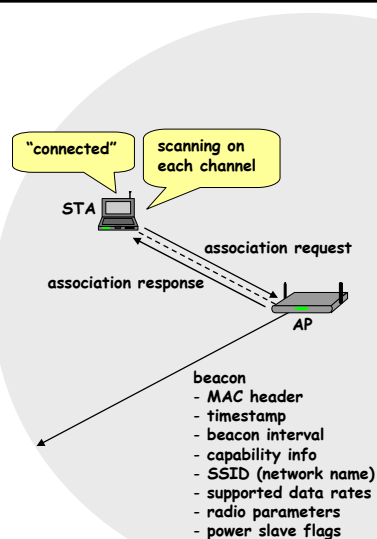 “connected”
scanning on
each channel
STA
association request
association response
AP
beacon
- MAC header
- timestamp
- beacon interval
- capability info
- SSID (network name)
- supported data rates
- radio parameters
- power slave flags